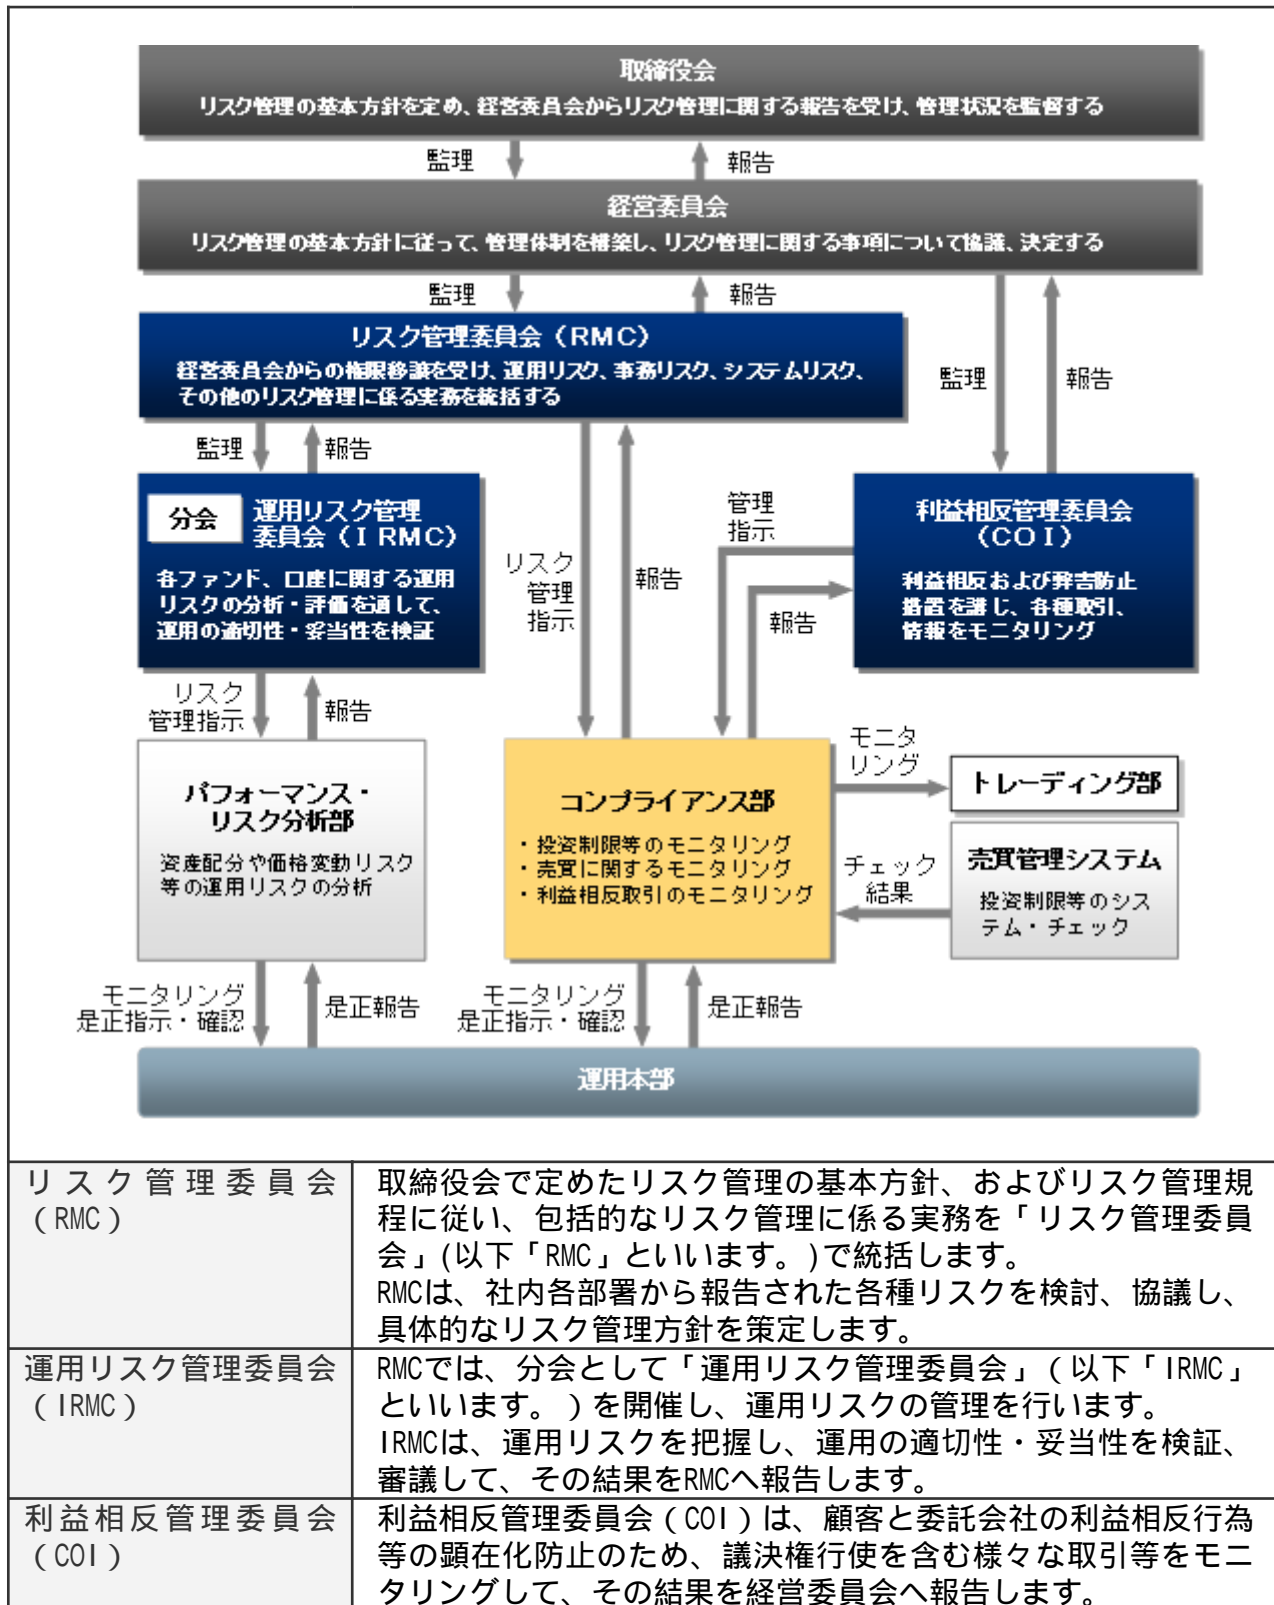 取締役会
リスク管理の基本方針を定め、経営委員会からリスク管理に関する報告を受け、管理状況を監督する
監理
報告
経営委員会
リスク管理の基本方針に従って、管理体制を構築し、リスク管理に関する事項について協議、決定する
監理
報告
リスク管理委員会（RMC）
経営委員会からの権限移譲を受け、運用リスク、事務リスク、システムリスク、
その他のリスク管理に係る実務を統括する
監理
報告
監理
報告
分会
運用リスク管理
委員会（IRMC）
各ファンド、口座に関する運用
リスクの分析・評価を通して、
運用の適切性・妥当性を検証
リスク
管理
指示
報告
管理
指示
報告
利益相反管理委員会
（COI）
利益相反および発吉防止
措置を講じ、各種取引、
情報をモニタリング
リスク
管理指示
報告
パフォーマンス・
リスク分析部
資産配分や価格変動リスク
等の運用リスクの分析
コンプライアンス部
・投資制限等のモニタリング
・売買に関するモニタリング
・利益相反取引のモニタリング
モニタ
リング
トレーディング部
チェック
結果
売買管理システム
投資制限等のシス
テム・チェック
モニタリング
是正指示・確認
是正報告
モニタリング
是正指示・確認
是正報告
運用本部
リスク管理委員会
（RMC）
取締役会で定めたリスク管理の基本方針、およびリスク管理規
程に従い、包括的なリスク管理に係る実務を「リスク管理委員
会」(以下「RMC」といいます。)で統括します。
RMCは、社内各部署から報告された各種リスクを検討、協議し、
具体的なリスク管理方針を策定します。
運用リスク管理委員会
（IRMC）
RMCでは、分会として「運用リスク管理委員会」（以下「IRMC」
といいます。）を開催し、運用リスクの管理を行います。
IRMCは、運用リスクを把握し、運用の適切性・妥当性を検証、
審議して、その結果をRMCへ報告します。
利益相反管理委員会
（COI）
利益相反管理委員会（COI）は、顧客と委託会社の利益相反行為
等の顕在化防止のため、議決権行使を含む様々な取引等をモニ
タリングして、その結果を経営委員会へ報告します。